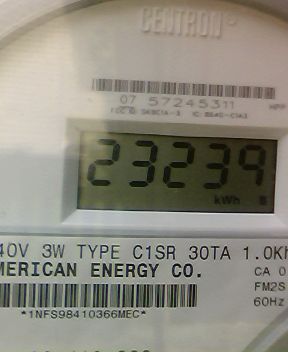 CENTRON
07 57245311
23239
kWh
40V 3W TYPE C1SR 30TA 1.0Kh
MERICAN ENERGY CO.
CA 0
FM2S
*1NFS98410366MEC*
60Hz